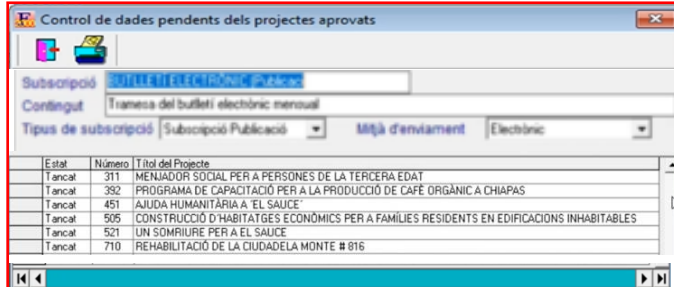 Control de dades pendents dels projectes aprovats
Subscripció BUTLLETÍ ELECTRÒNIC (Publicac
Contingut Tramesa del butlletí electrònic mensual
Tipus de subscripció Subscripció Publicació Mitjà d'enviament Electrònic
Estat Número Títol del Projecte
Tancat 311 MENJADOR SOCIAL PER A PERSONES DE LA TERCERA EDAT
Tancat 392 PROGRAMA DE CAPACITACIÓ PER A LA PRODUCCIÓ DE CAFÈ ORGÀNIC A CHIAPAS
Tancat 451 AJUDA HUMANITÀRIA A 'EL SAUCE'
Tancat 505 CONSTRUCCIÓ D'HABITATGES ECONÒMICS PER A FAMÍLIES RESIDENTS EN EDIFICACIONS INHABITABLES
Tancat 521 UN SOMRIURE PER A EL SAUCE
Tancat 710 REHABILITACIÓ DE LA CIUDADELA MONTE # 816